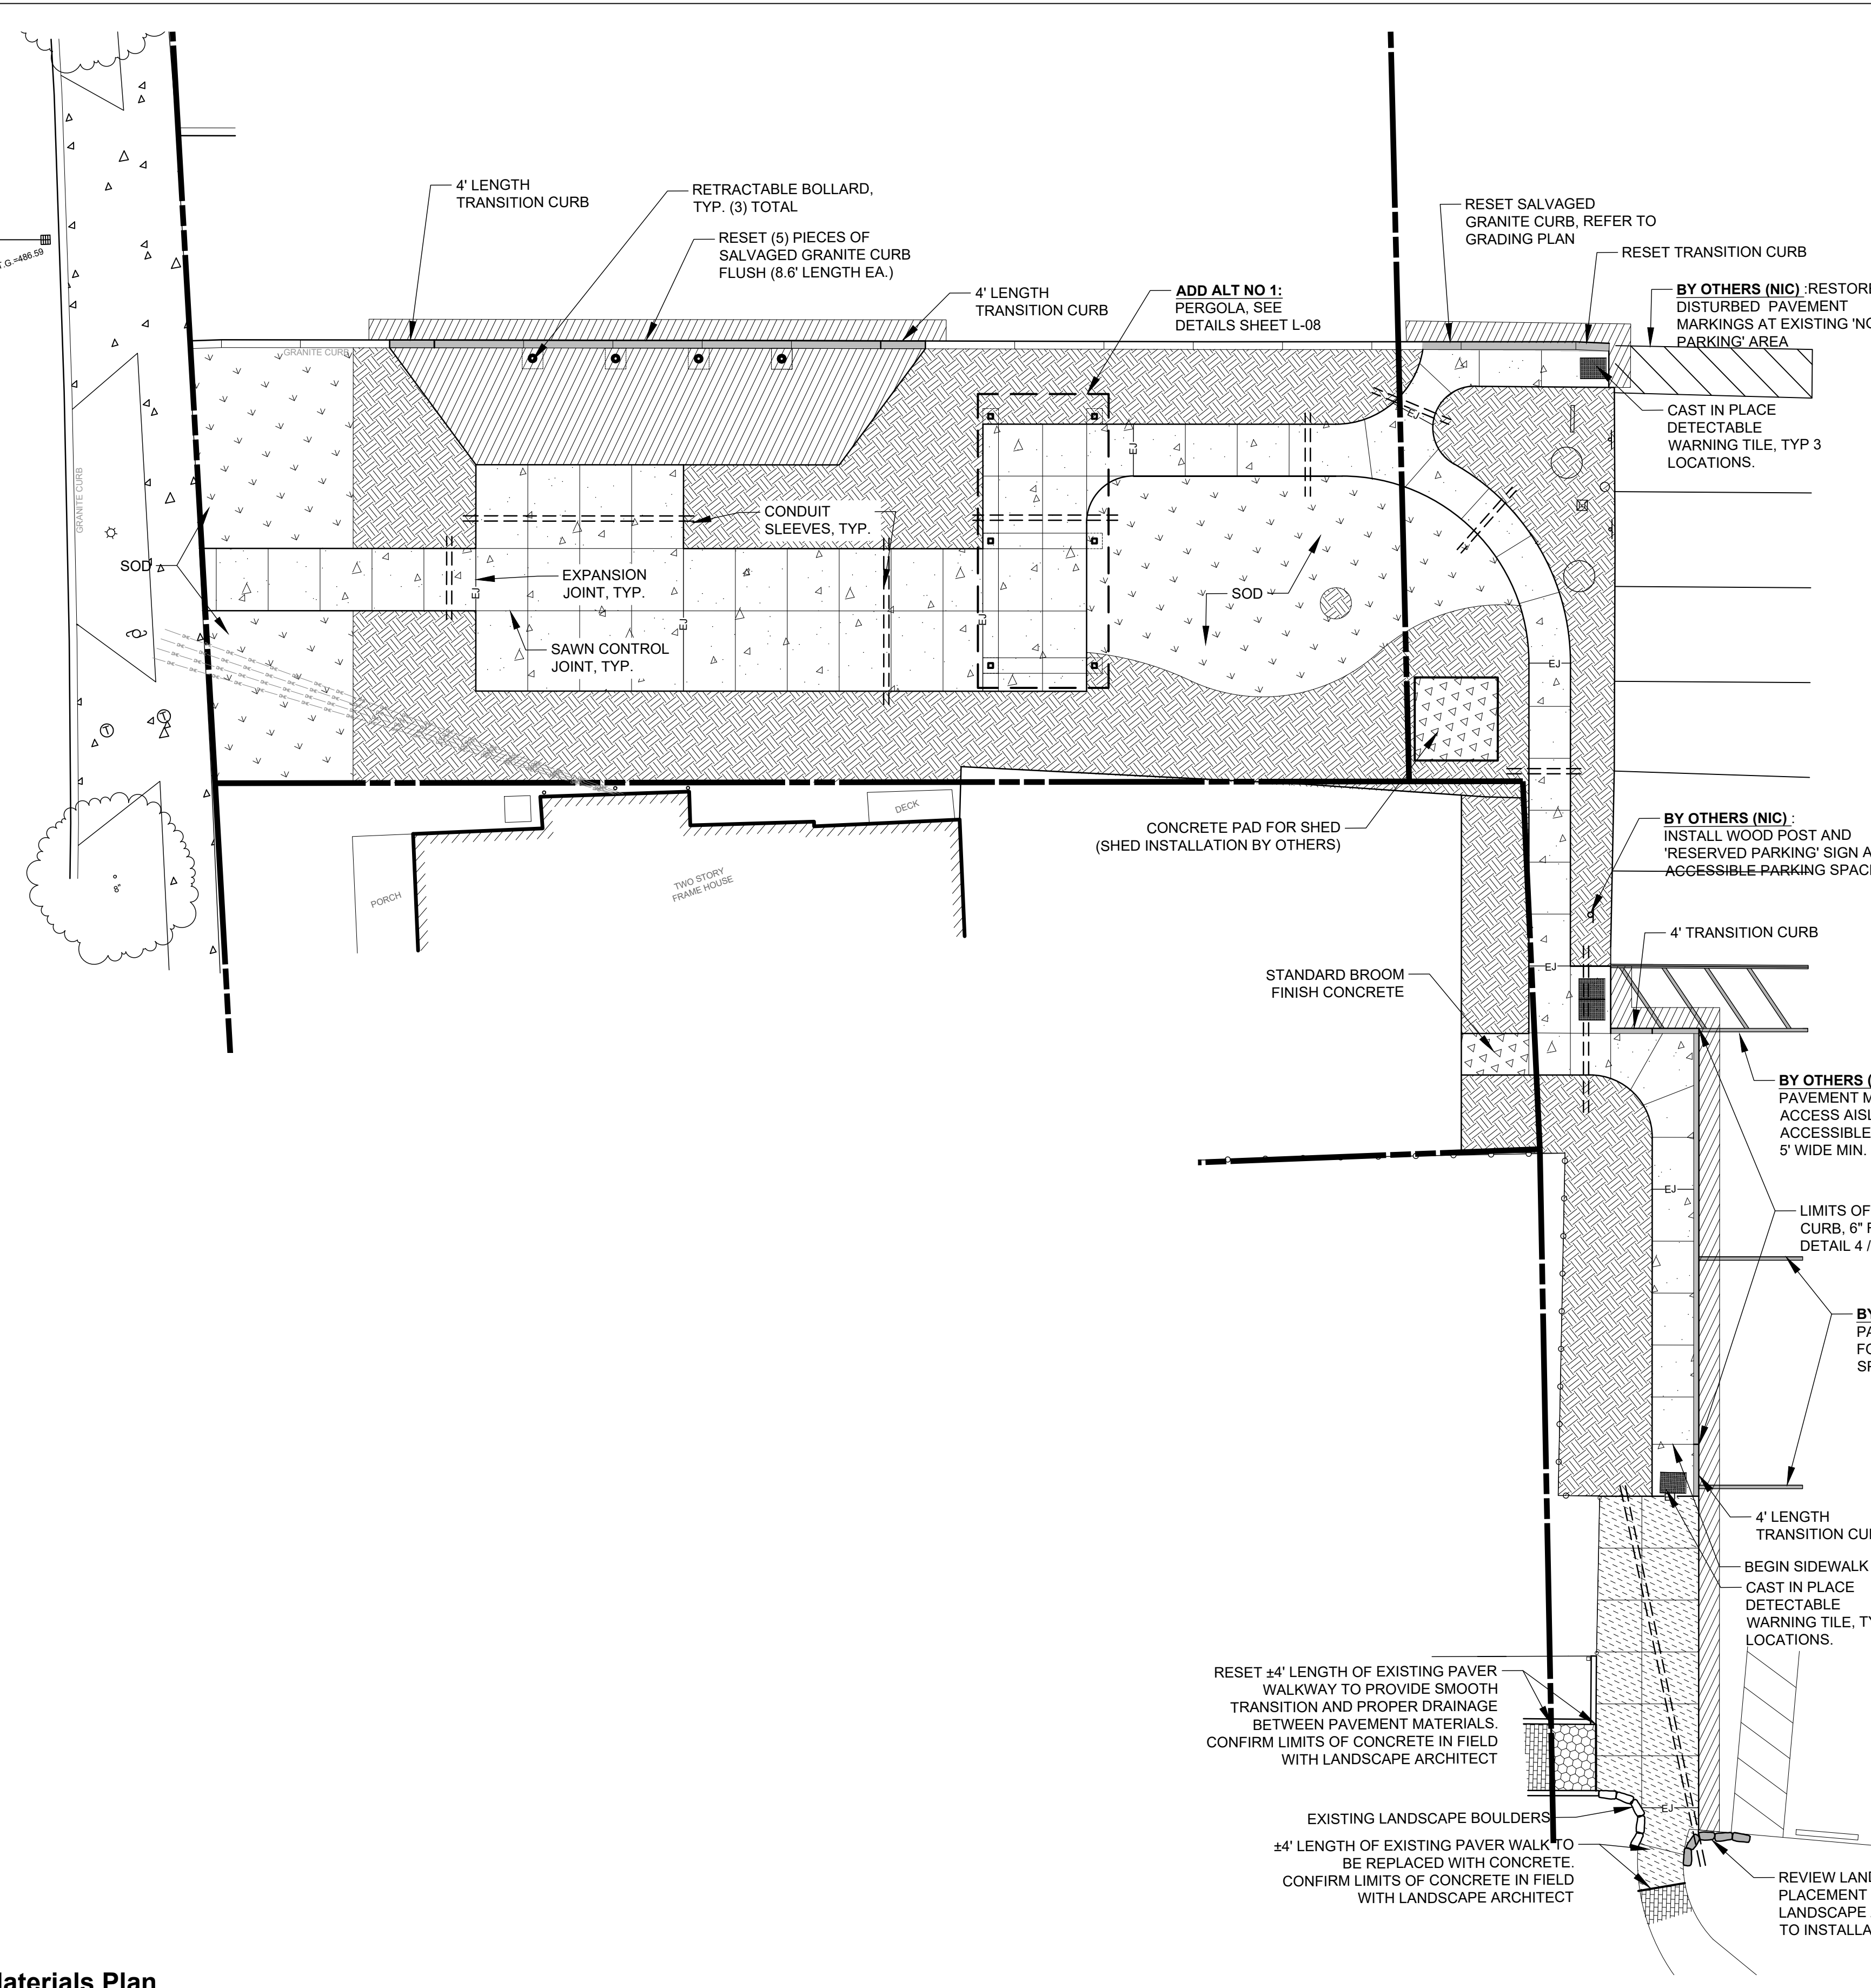 4' LENGTH
TRANSITION CURB
RETRACTABLE BOLLARD,
TYP. (3) TOTAL
RESET (5) PIECES OF
SALVAGED GRANITE CURB
FLUSH (8.6' LENGTH EA.)
4' LENGTH
TRANSITION CURB
ADD ALT NO 1:
PERGOLA, SEE
DETAILS SHEET L-08
RESET SALVAGED
GRANITE CURB, REFER TO
GRADING PLAN
RESET TRANSITION CURB
BY OTHERS (NIC) :RESTORE
DISTURBED PAVEMENT
MARKINGS AT EXISTING 'NO
PARKING' AREA
.G.=486.59
GRANITE CURB
GRANITE CURB
CAST IN PLACE
DETECTABLE
WARNING TILE, TYP 3
LOCATIONS.
EJ
EJ
CONDUIT
SLEEVES, TYP.
SOD
EXPANSION
JOINT, TYP.
EJ
EJ
EJ
SOD
SAWN CONTROL
JOINT, TYP.
EJ
T
T
DECK
PORCH
TWO STORY
FRAME HOUSE
8"
CONCRETE PAD FOR SHED
(SHED INSTALLATION BY OTHERS)
BY OTHERS (NIC) :
INSTALL WOOD POST AND
'RESERVED PARKING' SIGN A
ACCESSIBLE PARKING SPAC
4' TRANSITION CURB
EJ
STANDARD BROOM
FINISH CONCRETE
BY OTHERS (
PAVEMENT M
ACCESS AISL
ACCESSIBLE
5' WIDE MIN.
EJ
LIMITS OF
CURB, 6" F
DETAIL 4 /
BY
PA
FO
SP
4' LENGTH
TRANSITION CU
BEGIN SIDEWALK
CAST IN PLACE
DETECTABLE
WARNING TILE, TY
LOCATIONS.
RESET ±4' LENGTH OF EXISTING PAVER
WALKWAY TO PROVIDE SMOOTH
TRANSITION AND PROPER DRAINAGE
BETWEEN PAVEMENT MATERIALS.
CONFIRM LIMITS OF CONCRETE IN FIELD
WITH LANDSCAPE ARCHITECT
EJ
EXISTING LANDSCAPE BOULDERS
±4' LENGTH OF EXISTING PAVER WALK TO
BE REPLACED WITH CONCRETE.
CONFIRM LIMITS OF CONCRETE IN FIELD
WITH LANDSCAPE ARCHITECT
REVIEW LAND
PLACEMENT
LANDSCAPE
TO INSTALLA
Materials Plan